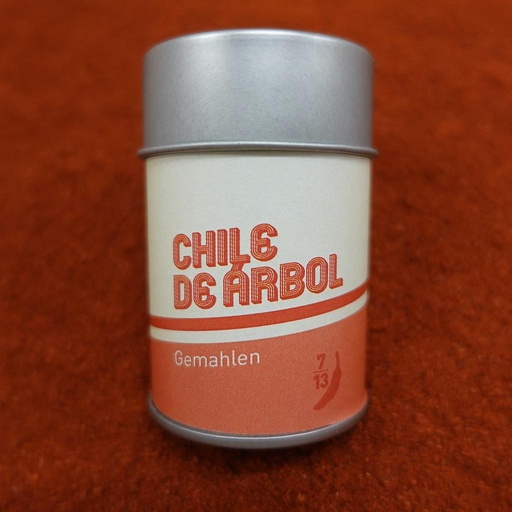 CHILE
DE ÁRBOL
Gemahlen
7
13